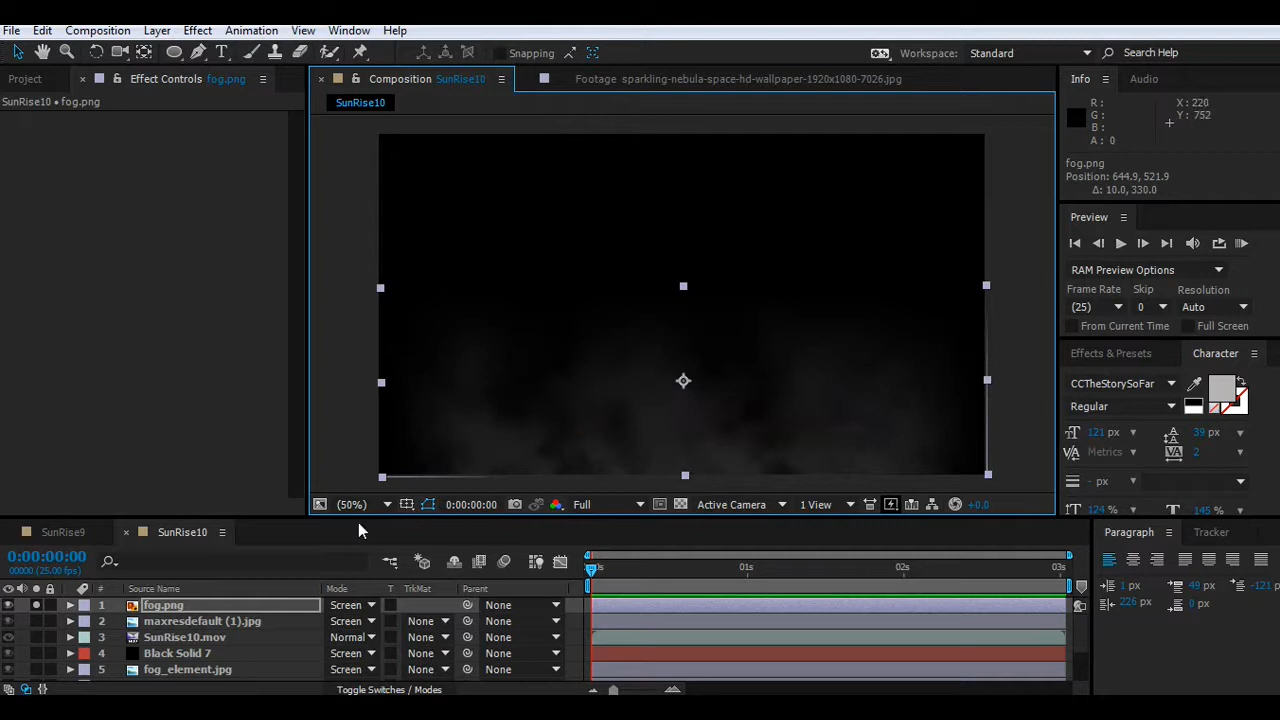 File Edit Composition Layer Effect Animation View Window Help
Snapping Workspace: Standard Search Help
Project Effect Controls fog.png Composition SunRise10 Footage sparkling-nebula-space-hd-wallpaper-1920x1080-7026.jpg Info Audio
SunRise10 • fog.png SunRise10
R :
G :
B :
A : 0
X: 220
Y: 752
fog.png
Position: 644.9, 521.9
Δ: 10.0, 330.0
Preview
RAM Preview Options
Frame Rate Skip Resolution
(25) 0 Auto
From Current Time Full Screen
Effects & Presets Character
CCTheStorySoFar
Regular
121 px 39 px
Metrics 2
- px
124 % 145 %
(50%) 0:00:00:00 Full Active Camera 1 View +0.0
SunRise9 SunRise10 Paragraph Tracker
0:00:00:00
00000 (25.00 fps)
0s 01s 02s 03s
1 px 49 px -121 p
226 px 0 px
# Source Name Mode T TrkMat Parent
1 fog.png Screen None
2 maxresdefault (1).jpg Screen None None
3 SunRise10.mov Normal None None
4 Black Solid 7 Screen None None
5 fog_element.jpg Screen None None
Toggle Switches / Modes